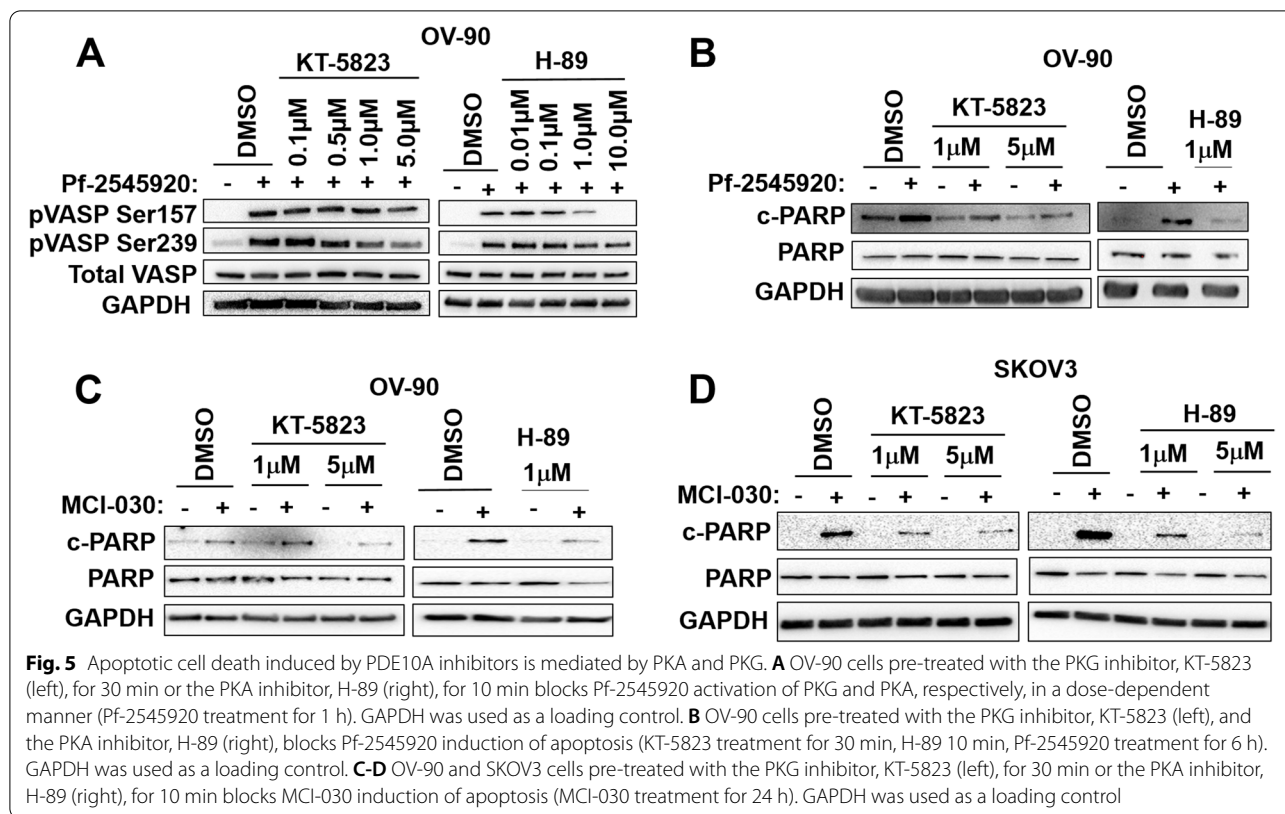 A
OV-90
KT-5823
H-89
DMSO
0.1µM
0.5µM
1.0µM
5.0µM
DMSO
0.01µM
0.1µM
1.0µM
10.0µM
Pf-2545920: - + + + + + - + + + + +
pVASP Ser157
pVASP Ser239
Total VASP
GAPDH
B
OV-90
DMSO
KT-5823
1µM 5µM
DMSO
H-89
1µM
Pf-2545920: - + - + - + - + +
c-PARP
PARP
GAPDH
C
OV-90
DMSO
KT-5823
1µM 5µM
DMSO
H-89
1µM
MCI-030: - + - + - + - + - +
c-PARP
PARP
GAPDH
D
SKOV3
DMSO
KT-5823
1µM 5µM
DMSO
H-89
1µM 5µM
MCI-030: - + - + - + - + - + - +
c-PARP
PARP
GAPDH
Fig. 5 Apoptotic cell death induced by PDE10A inhibitors is mediated by PKA and PKG. A OV-90 cells pre-treated with the PKG inhibitor, KT-5823
(left), for 30 min or the PKA inhibitor, H-89 (right), for 10 min blocks Pf-2545920 activation of PKG and PKA, respectively, in a dose-dependent
manner (Pf-2545920 treatment for 1 h). GAPDH was used as a loading control. B OV-90 cells pre-treated with the PKG inhibitor, KT-5823 (left), and
the PKA inhibitor, H-89 (right), blocks Pf-2545920 induction of apoptosis (KT-5823 treatment for 30 min, H-89 10 min, Pf-2545920 treatment for 6 h).
GAPDH was used as a loading control. C-D OV-90 and SKOV3 cells pre-treated with the PKG inhibitor, KT-5823 (left), for 30 min or the PKA inhibitor,
H-89 (right), for 10 min blocks MCI-030 induction of apoptosis (MCI-030 treatment for 24 h). GAPDH was used as a loading control